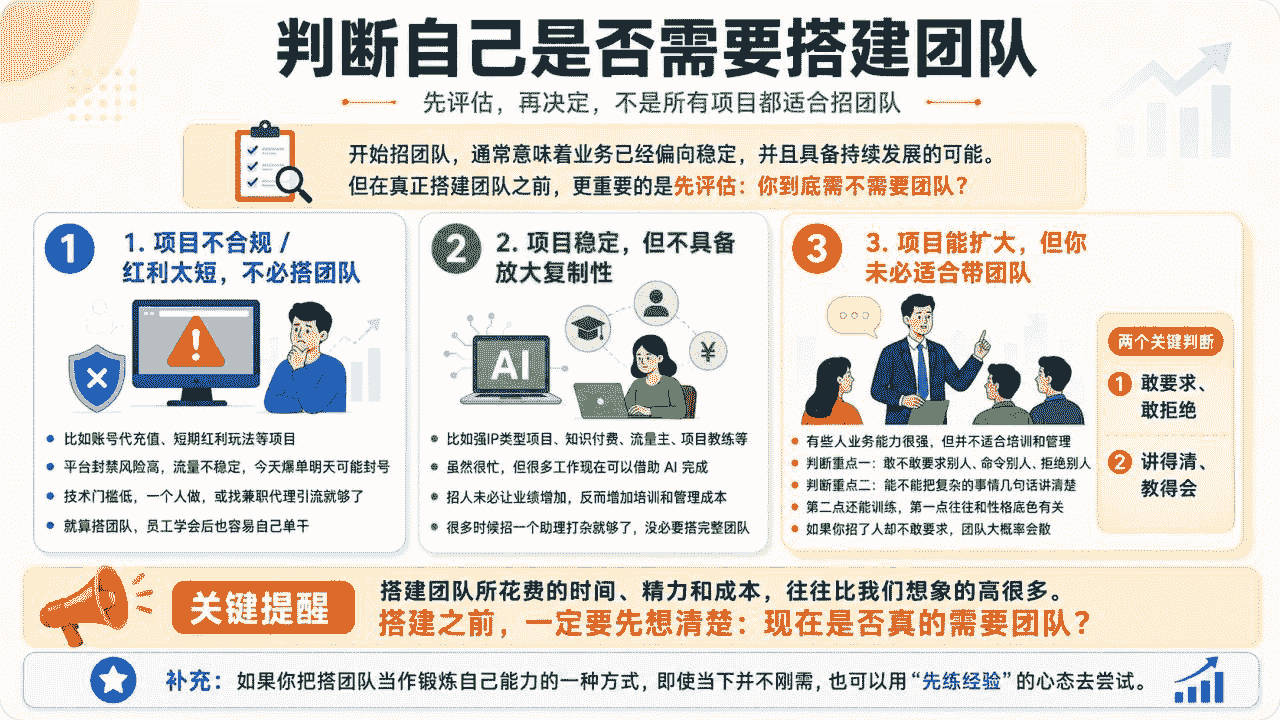 判断自己是否需要搭建团队
先评估，再决定，不是所有项目都适合招团队
开始招团队，通常意味着业务已经偏向稳定，并且具备持续发展的可能。
但在真正搭建团队之前，更重要的是先评估：你到底需不需要团队？
1
1. 项目不合规 /
红利太短，不必搭团队
比如账号代充值、短期红利玩法等项目
平台封禁风险高，流量不稳定，今天爆单明天可能封号
技术门槛低，一个人做，或找兼职代理引流就够了
就算搭团队、员工学会后也容易自己单干
2
2. 项目稳定，但不具备
放大复制性
AI
¥
比如强IP类型项目、知识付费、流量主、项目教练等
虽然很忙，但很多工作现在可以借助 AI 完成
招人未必让业绩增加，反而增加培训和管理成本
很多时候招一个助理打杂就够了，没必要搭完整团队
3
3. 项目能扩大，但你
未必适合带团队
有些人业务能力很强，但并不适合培训和管理
判断重点一：敢不敢要求别人、命令别人、拒绝别人
判断重点二：能不能把复杂的事情几句话讲清楚
第二点还能训练，第一点往往和性格底色有关
如果你招了人却不敢要求，团队大概率会散
两个关键判断
1 敢要求、
敢拒绝
2 讲得清、
教得会
关键提醒
搭建团队所花费的时间、精力和成本，往往比我们想象的高很多。
搭建之前，一定要先想清楚：现在是否真的需要团队？
补充：如果你把搭团队当作锻炼自己能力的一种方式，即使当下并不刚需，也可以用“先练经验”的心态去尝试。